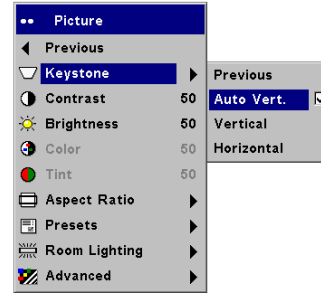 Picture
Previous
Keystone
Contrast 50
Brightness 50
Color 50
Tint 50
Aspect Ratio
Presets
Room Lighting
Advanced
Previous
Auto Vert.
Vertical
Horizontal